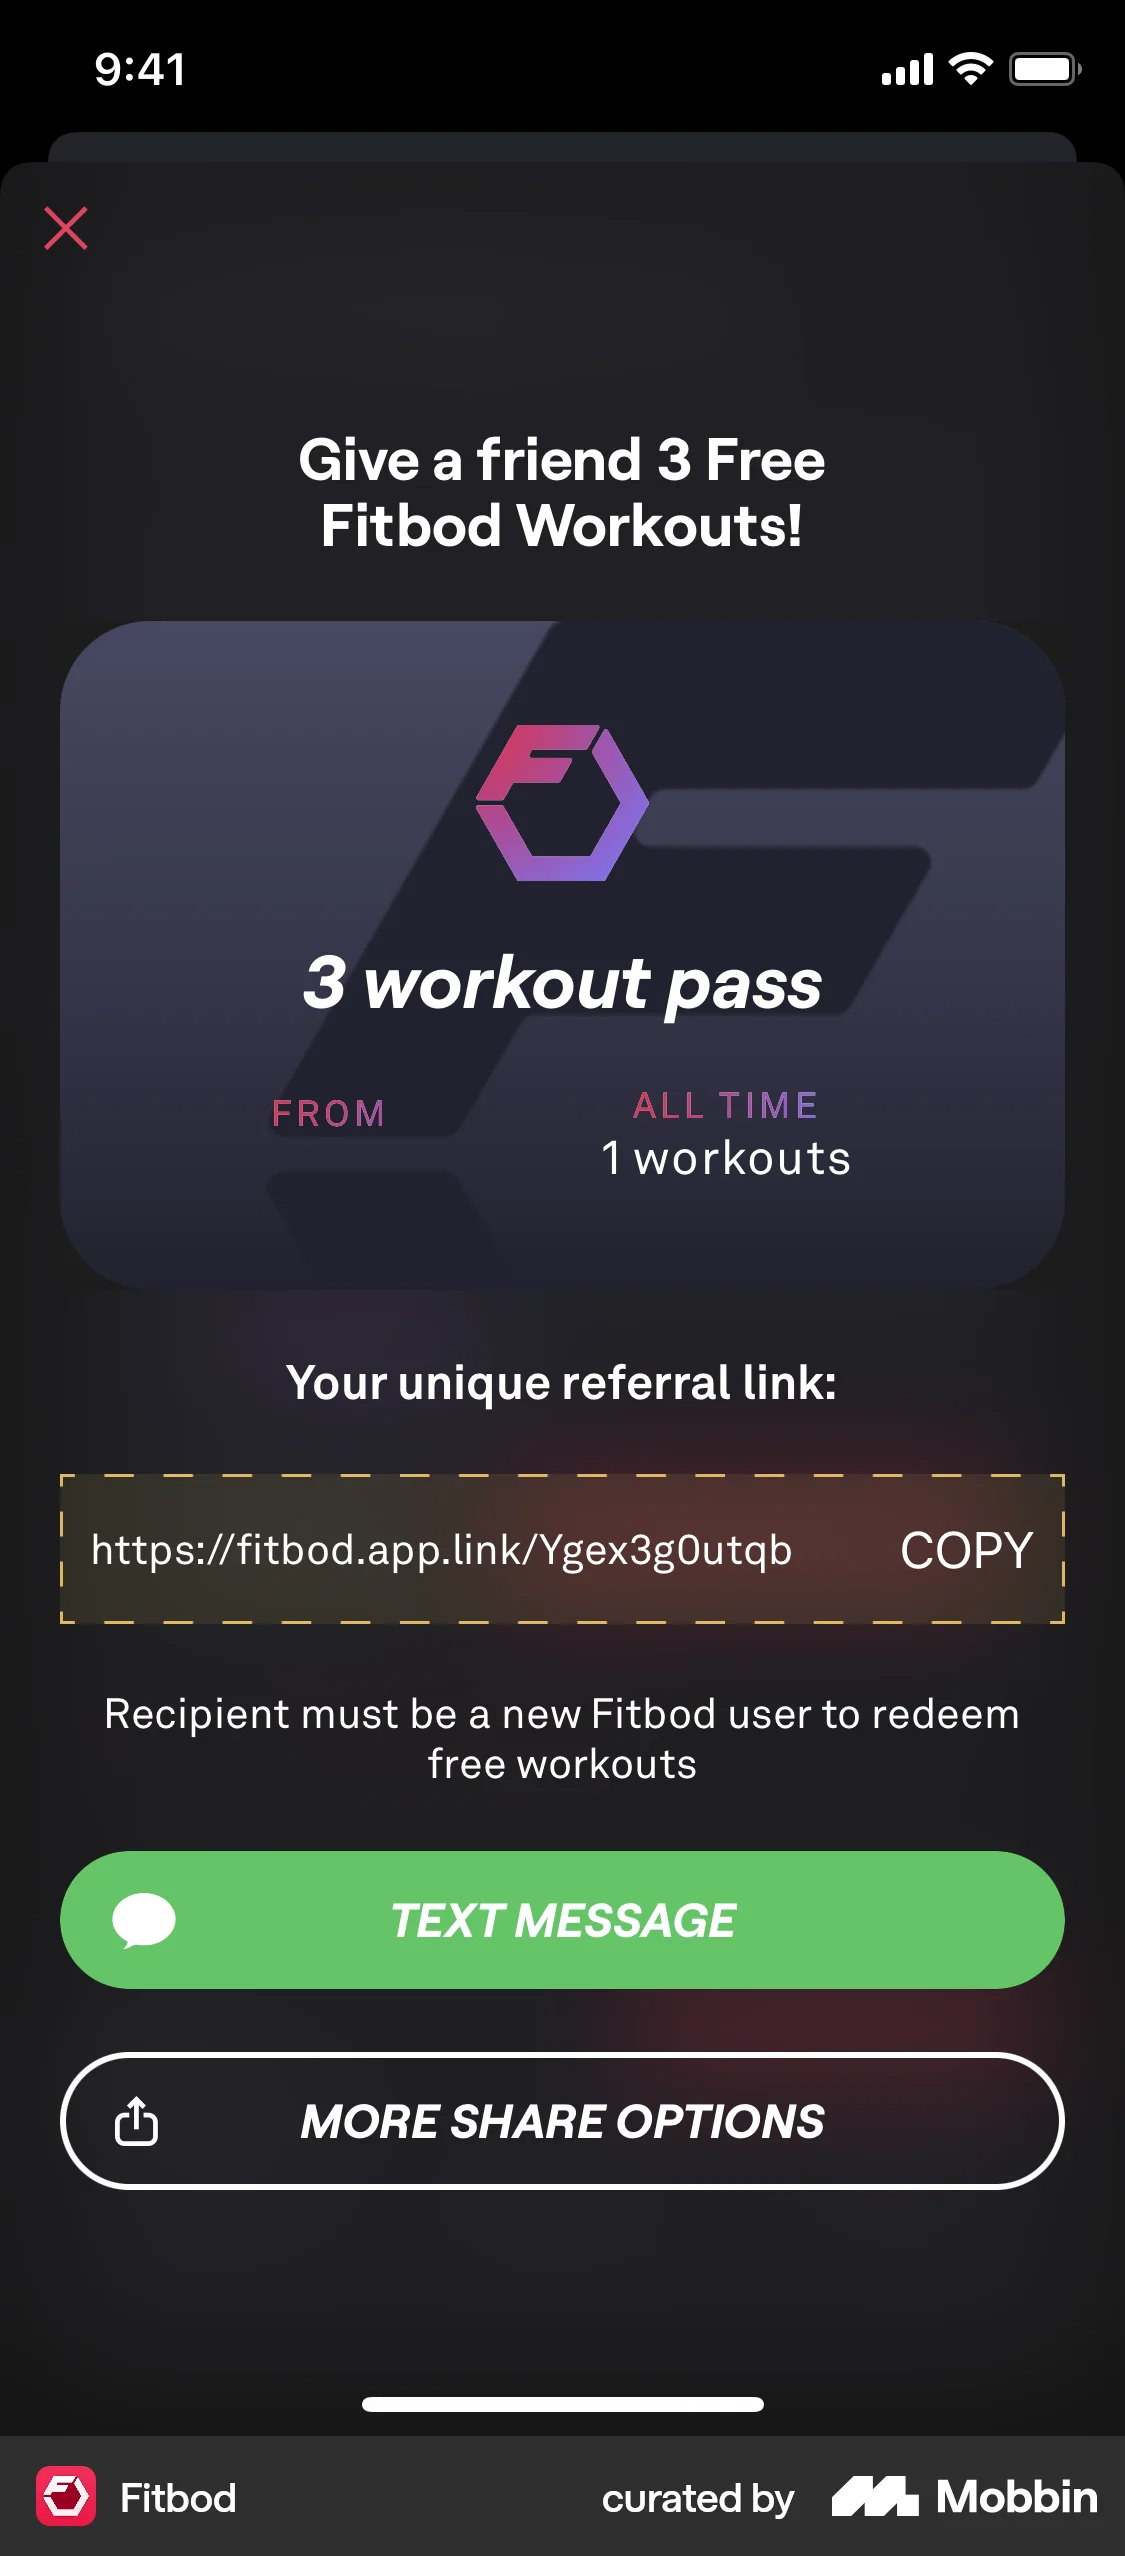 9:41
Give a friend 3 Free
Fitbod Workouts!
3 workout pass
FROM
ALL TIME
1 workouts
Your unique referral link:
https://fitbod.app.link/Ygex3g0utqb
COPY
Recipient must be a new Fitbod user to redeem
free workouts
TEXT MESSAGE
MORE SHARE OPTIONS
Fitbod
curated by
Mobbin